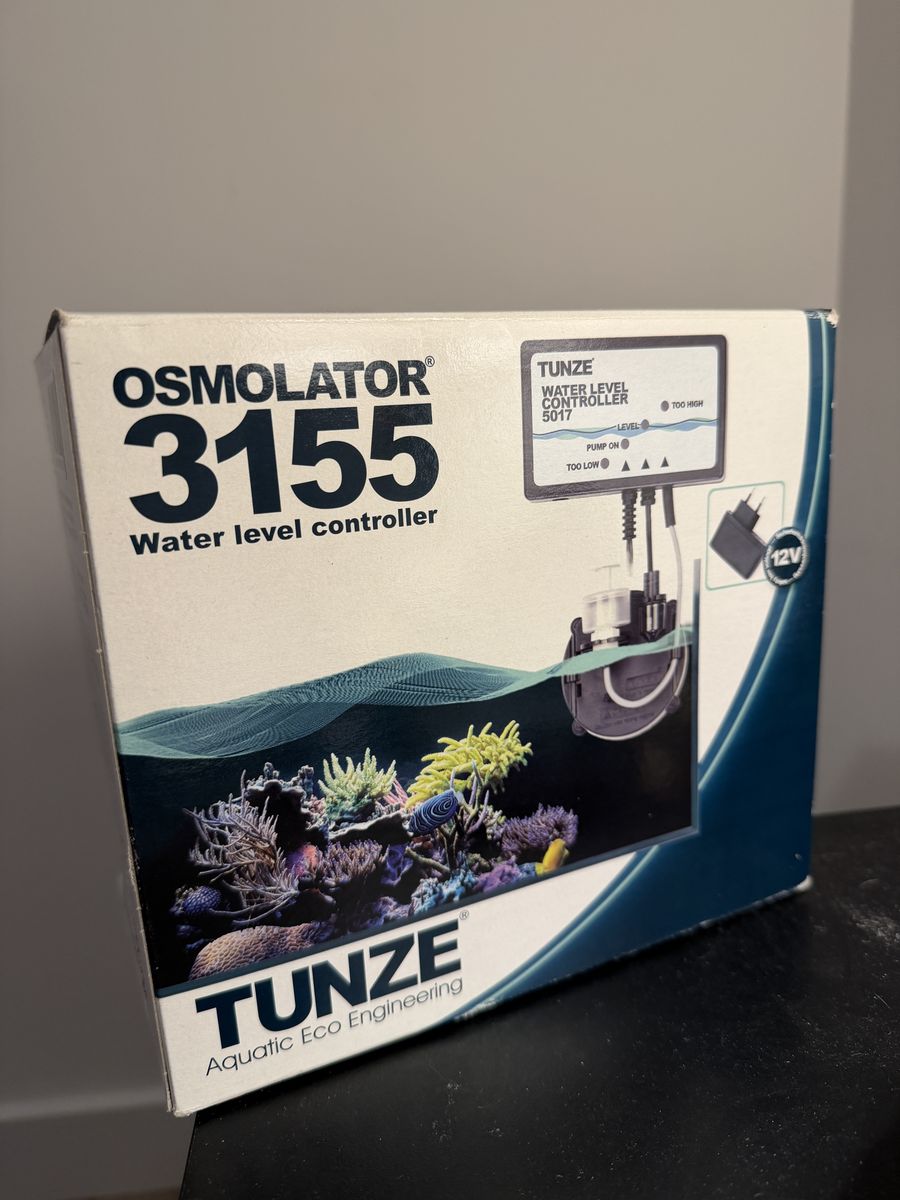 OSMOLATOR®
3155
Water level controller
TUNZE®
WATER LEVEL
CONTROLLER
5017
TOO HIGH
LEVEL
PUMP ON
TOO LOW
12V
TUNZE®
Aquatic Eco Engineering